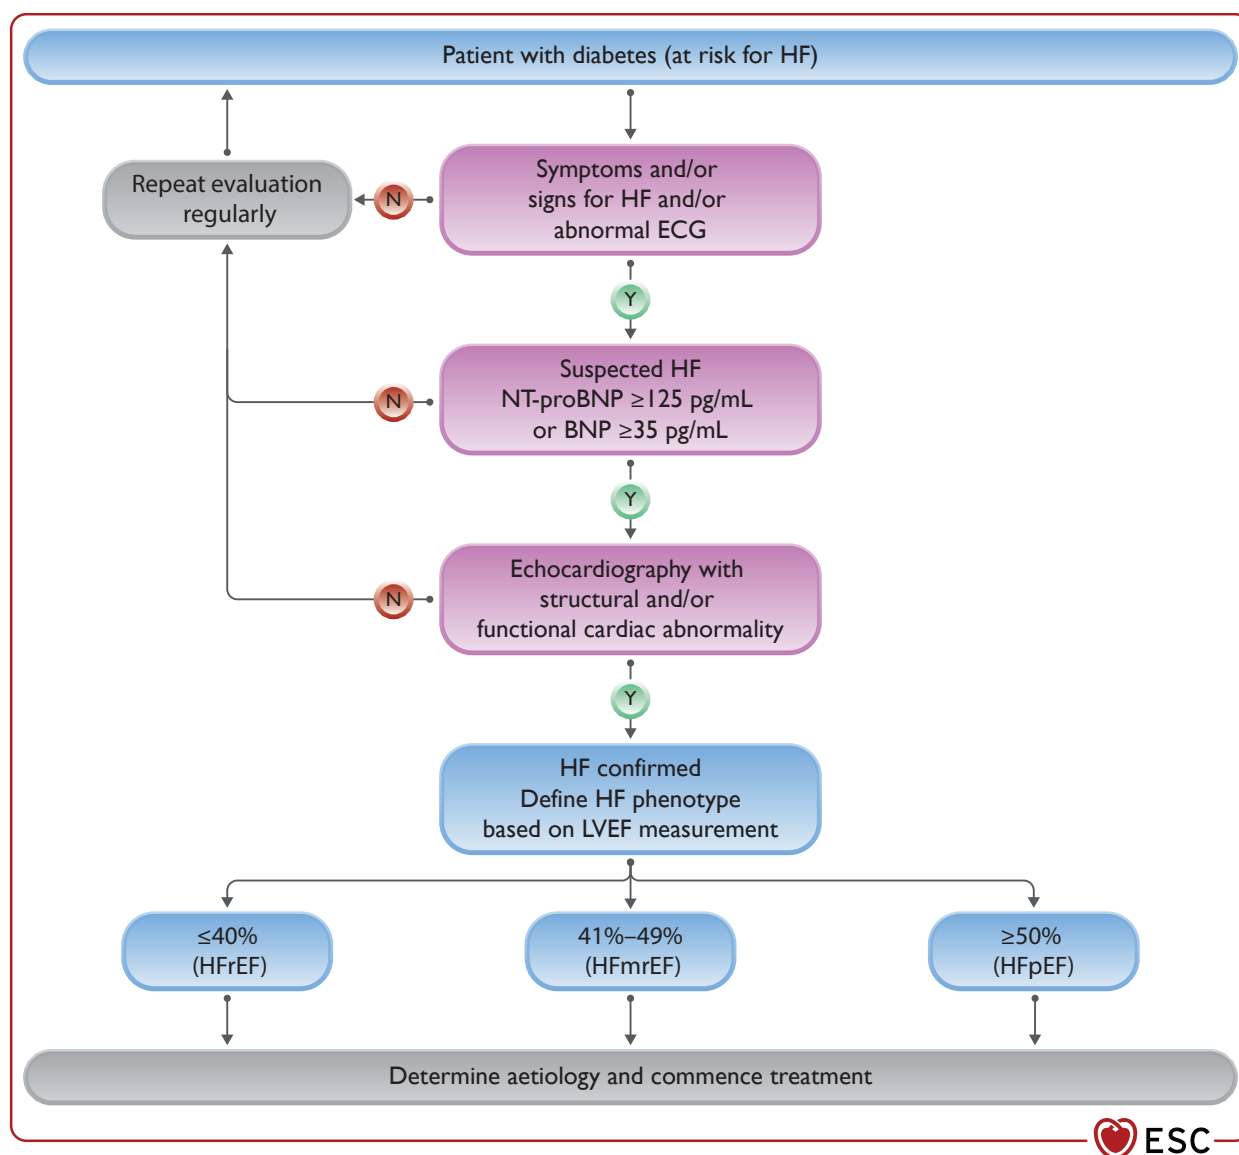 Patient with diabetes (at risk for HF)
Symptoms and/or
signs for HF and/or
abnormal ECG
N
Repeat evaluation
regularly
Y
Suspected HF
NT-proBNP ≥125 pg/mL
or BNP ≥35 pg/mL
N
Y
Echocardiography with
structural and/or
functional cardiac abnormality
N
Y
HF confirmed
Define HF phenotype
based on LVEF measurement
≤40%
(HFrEF)
41%–49%
(HFmrEF)
≥50%
(HFpEF)
Determine aetiology and commence treatment
ESC